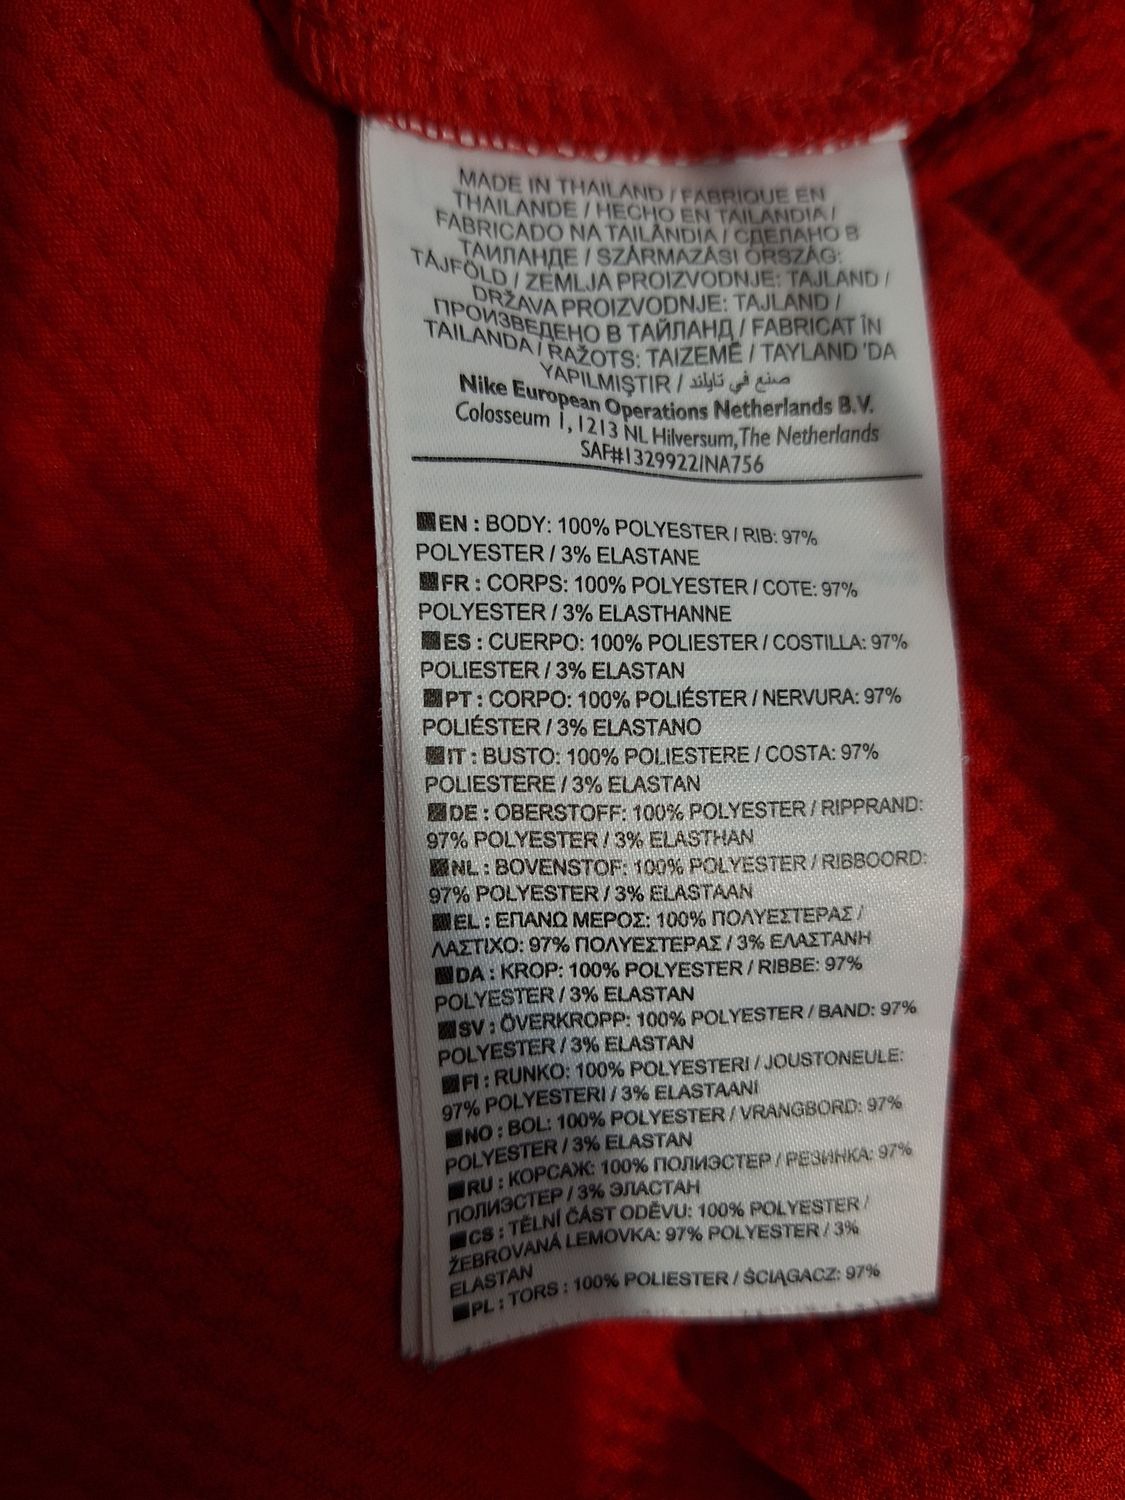 MADE IN THAILAND / FABRIQUE EN
THAILANDE / HECHO EN TAILANDIA /
FABRICADO NA TAILÂNDIA / СДЕЛАНО В
ТАИЛАНДЕ / SZÁRMAZÁSI ORSZÁG:
TÁJFÖLD / ZEMLJA PROIZVODNJE: TAJLAND /
DRŽAVA PROIZVODNJE: TAJLAND /
ПРОИЗВЕДЕНО В ТАЙЛАНД / FABRICAT ÎN
TAILANDA / RAŽOTS: TAIZEMĒ / TAYLAND 'DA
YAPILMIŞTIR / صنع في تايلند
Nike European Operations Netherlands B.V.
Colosseum 1, 1213 NL Hilversum, The Netherlands
SAF#1329922/NA756
EN : BODY: 100% POLYESTER / RIB: 97%
POLYESTER / 3% ELASTANE
FR : CORPS: 100% POLYESTER / COTE: 97%
POLYESTER / 3% ELASTHANNE
ES : CUERPO: 100% POLIESTER / COSTILLA: 97%
POLIESTER / 3% ELASTAN
PT : CORPO: 100% POLIÉSTER / NERVURA: 97%
POLIÉSTER / 3% ELASTANO
IT : BUSTO: 100% POLIESTERE / COSTA: 97%
POLIESTERE / 3% ELASTAN
DE : OBERSTOFF: 100% POLYESTER / RIPPRAND:
97% POLYESTER / 3% ELASTHAN
NL : BOVENSTOF: 100% POLYESTER / RIBBOORD:
97% POLYESTER / 3% ELASTAAN
EL : ΕΠΑΝΩ ΜΕΡΟΣ: 100% ΠΟΛΥΕΣΤΕΡΑΣ /
ΛΑΣΤΙΧΟ: 97% ΠΟΛΥΕΣΤΕΡΑΣ / 3% ΕΛΑΣΤΑΝΗ
DA : KROP: 100% POLYESTER / RIBBE: 97%
POLYESTER / 3% ELASTAN
SV : ÖVERKROPP: 100% POLYESTER / BAND: 97%
POLYESTER / 3% ELASTAN
FI : RUNKO: 100% POLYESTERI / JOUSTONEULE:
97% POLYESTERI / 3% ELASTAANI
NO : BOL: 100% POLYESTER / VRANGBORD: 97%
POLYESTER / 3% ELASTAN
RU : КОРСАЖ: 100% ПОЛИЭСТЕР / РЕЗИНКА: 97%
ПОЛИЭСТЕР / 3% ЭЛАСТАН
CS : TĚLNÍ ČÁST ODĚVU: 100% POLYESTER /
ŽEBROVANÁ LEMOVKA: 97% POLYESTER / 3%
ELASTAN
PL : TORS : 100% POLIESTER / ŚCIĄGACZ: 97%